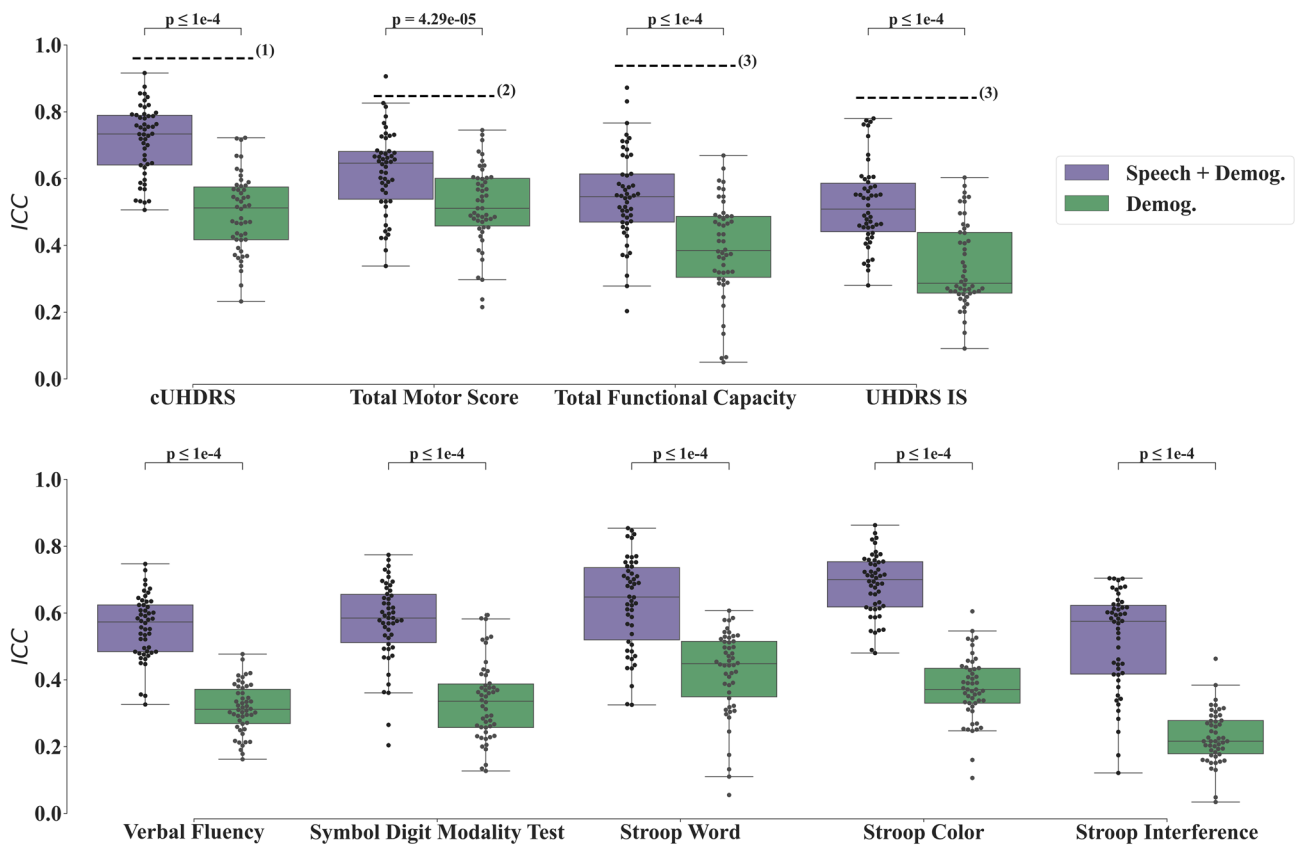 p ≤ 1e-4 p = 4.29e-05 p ≤ 1e-4 p ≤ 1e-4
1.0 (1) (2) (3) (3)
0.8
0.6
0.4
0.2
0.0
ICC
Speech + Demog.
Demog.
cUHDRS Total Motor Score Total Functional Capacity UHDRS IS
p ≤ 1e-4 p ≤ 1e-4 p ≤ 1e-4 p ≤ 1e-4 p ≤ 1e-4
1.0
0.8
0.6
0.4
0.2
0.0
ICC
Verbal Fluency Symbol Digit Modality Test Stroop Word Stroop Color Stroop Interference